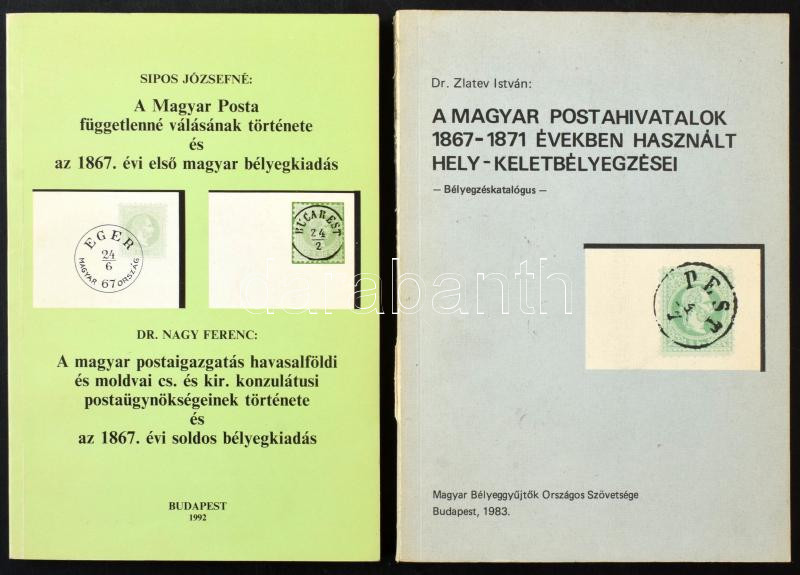 SIPOS JÓZSEFNÉ:
A Magyar Posta
függetlenné válásának története
és
az 1867. évi első magyar bélyegkiadás
EGER
24
6
MAGYAR ORSZÁG
67
BUCAREST
24
2
DR. NAGY FERENC:
A magyar postaigazgatás havasalföldi
és moldvai cs. és kir. konzulátusi
postaügynökségeinek története
és
az 1867. évi soldos bélyegkiadás
BUDAPEST
1992
Dr. Zlatev István:
A MAGYAR POSTAHIVATALOK
1867-1871 ÉVEKBEN HASZNÁLT
HELY-KELETBÉLYEGZÉSEI
– Bélyegzéskatalógus –
PEST
Magyar Bélyeggyűjtők Országos Szövetsége
Budapest, 1983.
darabanth